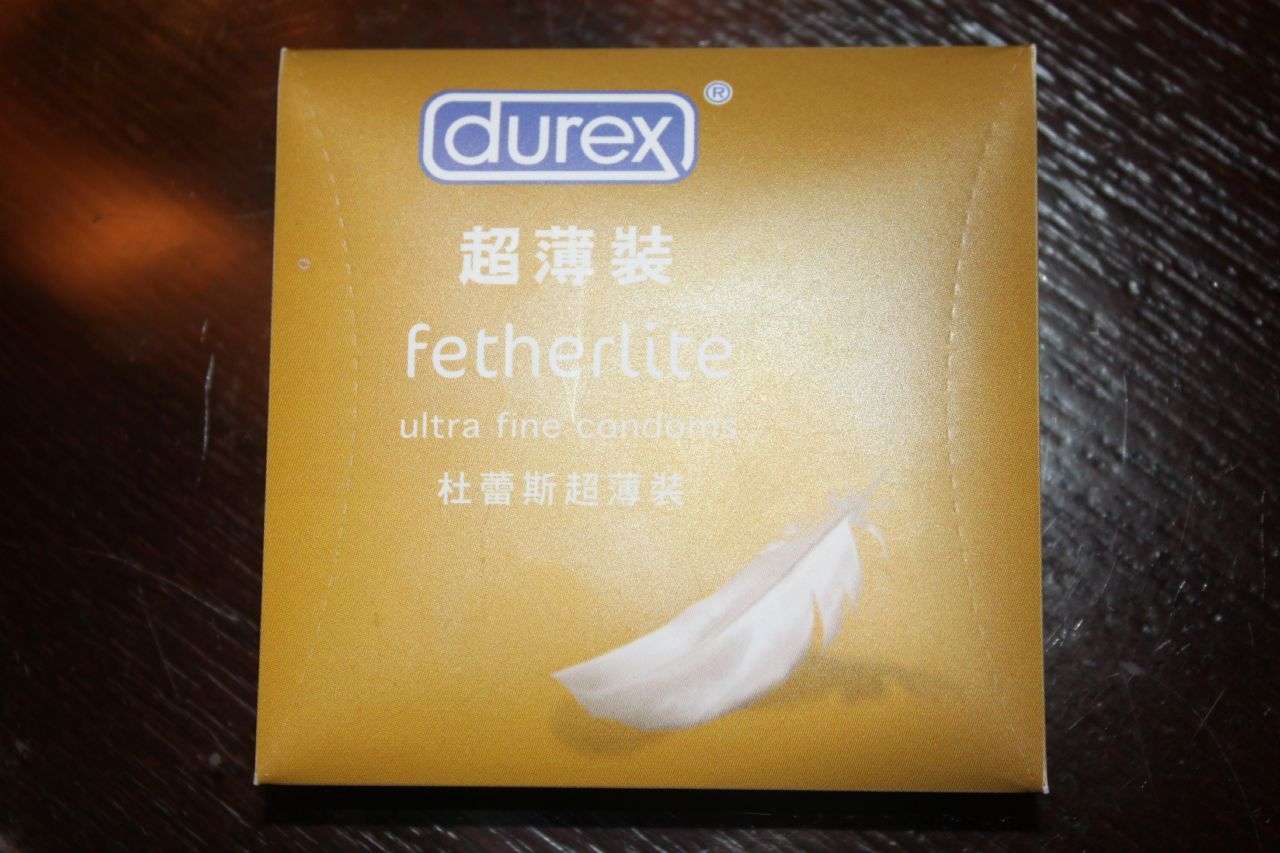 durex®
超薄裝
fetherlite
ultra fine condoms
杜蕾斯超薄裝